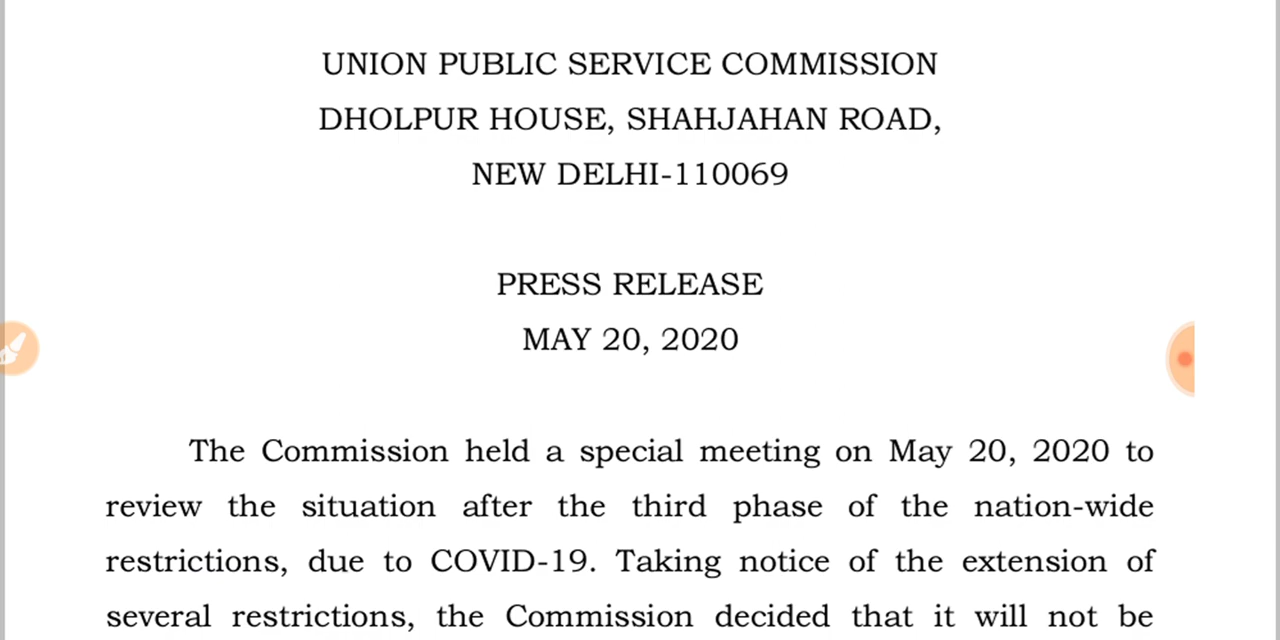 UNION PUBLIC SERVICE COMMISSION
DHOLPUR HOUSE, SHAHJAHAN ROAD,
NEW DELHI-110069
PRESS RELEASE
MAY 20, 2020
The Commission held a special meeting on May 20, 2020 to
review the situation after the third phase of the nation-wide
restrictions, due to COVID-19. Taking notice of the extension of
several restrictions, the Commission decided that it will not be